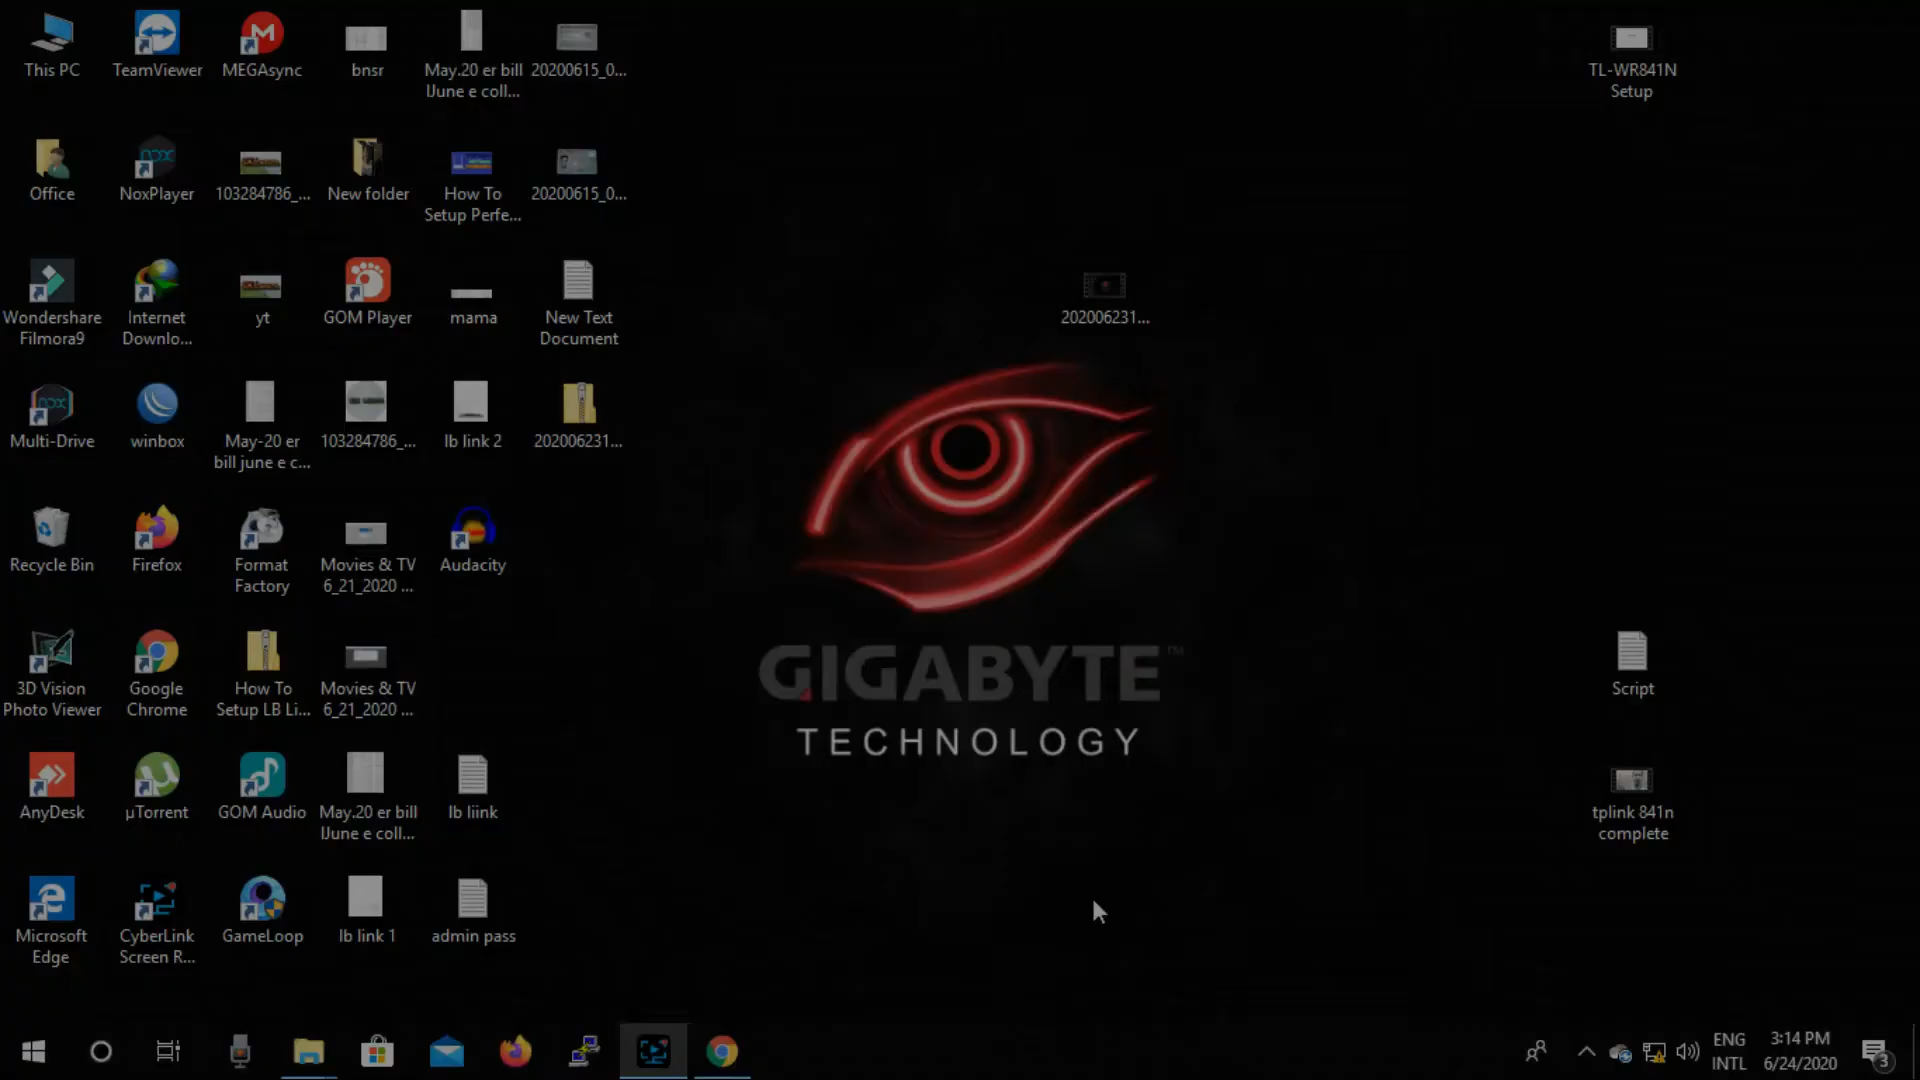 This PC
TeamViewer
MEGAsync
bnsr
May.20 er bill
IJune e coll...
20200615_0...
TL-WR841N
Setup
Office
NoxPlayer
103284786_...
New folder
How To
Setup Perfe...
20200615_0...
Wondershare
Filmora9
Internet
Downlo...
yt
GOM Player
mama
New Text
Document
202006231...
Multi-Drive
winbox
May-20 er
bill june e c...
103284786_...
lb link 2
202006231...
Recycle Bin
Firefox
Format
Factory
Movies & TV
6_21_2020 ...
Audacity
3D Vision
Photo Viewer
Google
Chrome
How To
Setup LB Li...
Movies & TV
6_21_2020 ...
GIGABYTE™
TECHNOLOGY
Script
AnyDesk
µTorrent
GOM Audio
May.20 er bill
IJune e coll...
lb liink
tplink 841n
complete
Microsoft
Edge
CyberLink
Screen R...
GameLoop
lb link 1
admin pass
ENG
INTL
3:14 PM
6/24/2020
3